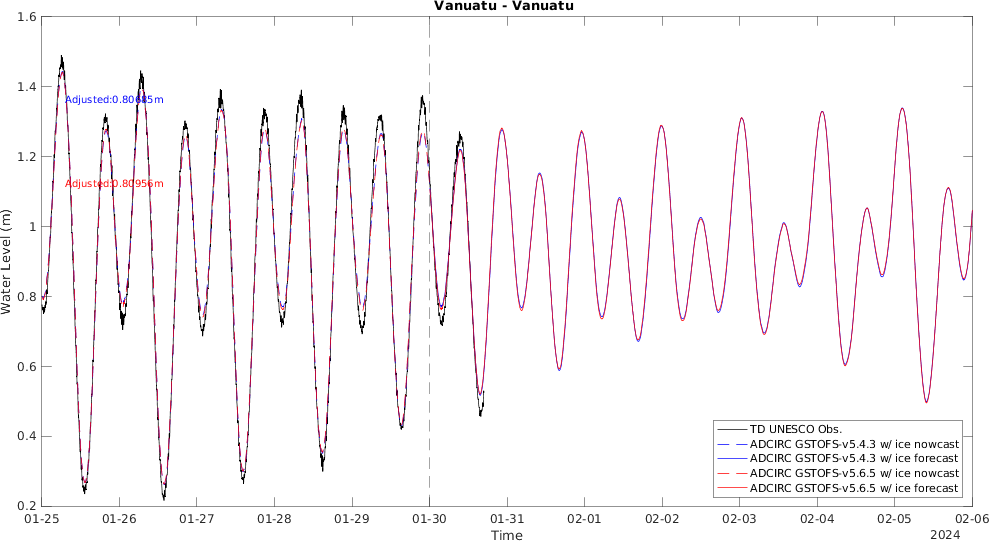 Vanuatu - Vanuatu
1.6
1.4
1.2
1
0.8
0.6
0.4
0.2
Water Level (m)
Adjusted:0.80685m
Adjusted:0.80956m
TD UNESCO Obs.
ADCIRC GSTOFS-v5.4.3 w/ ice nowcast
ADCIRC GSTOFS-v5.4.3 w/ ice forecast
ADCIRC GSTOFS-v5.6.5 w/ ice nowcast
ADCIRC GSTOFS-v5.6.5 w/ ice forecast
01-25 01-26 01-27 01-28 01-29 01-30 01-31 02-01 02-02 02-03 02-04 02-05 02-06
Time
2024